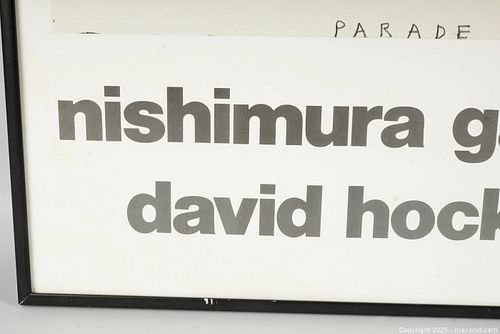 PARADE
nishimura g
david hock
Copyright © 2025 - maxsold.com